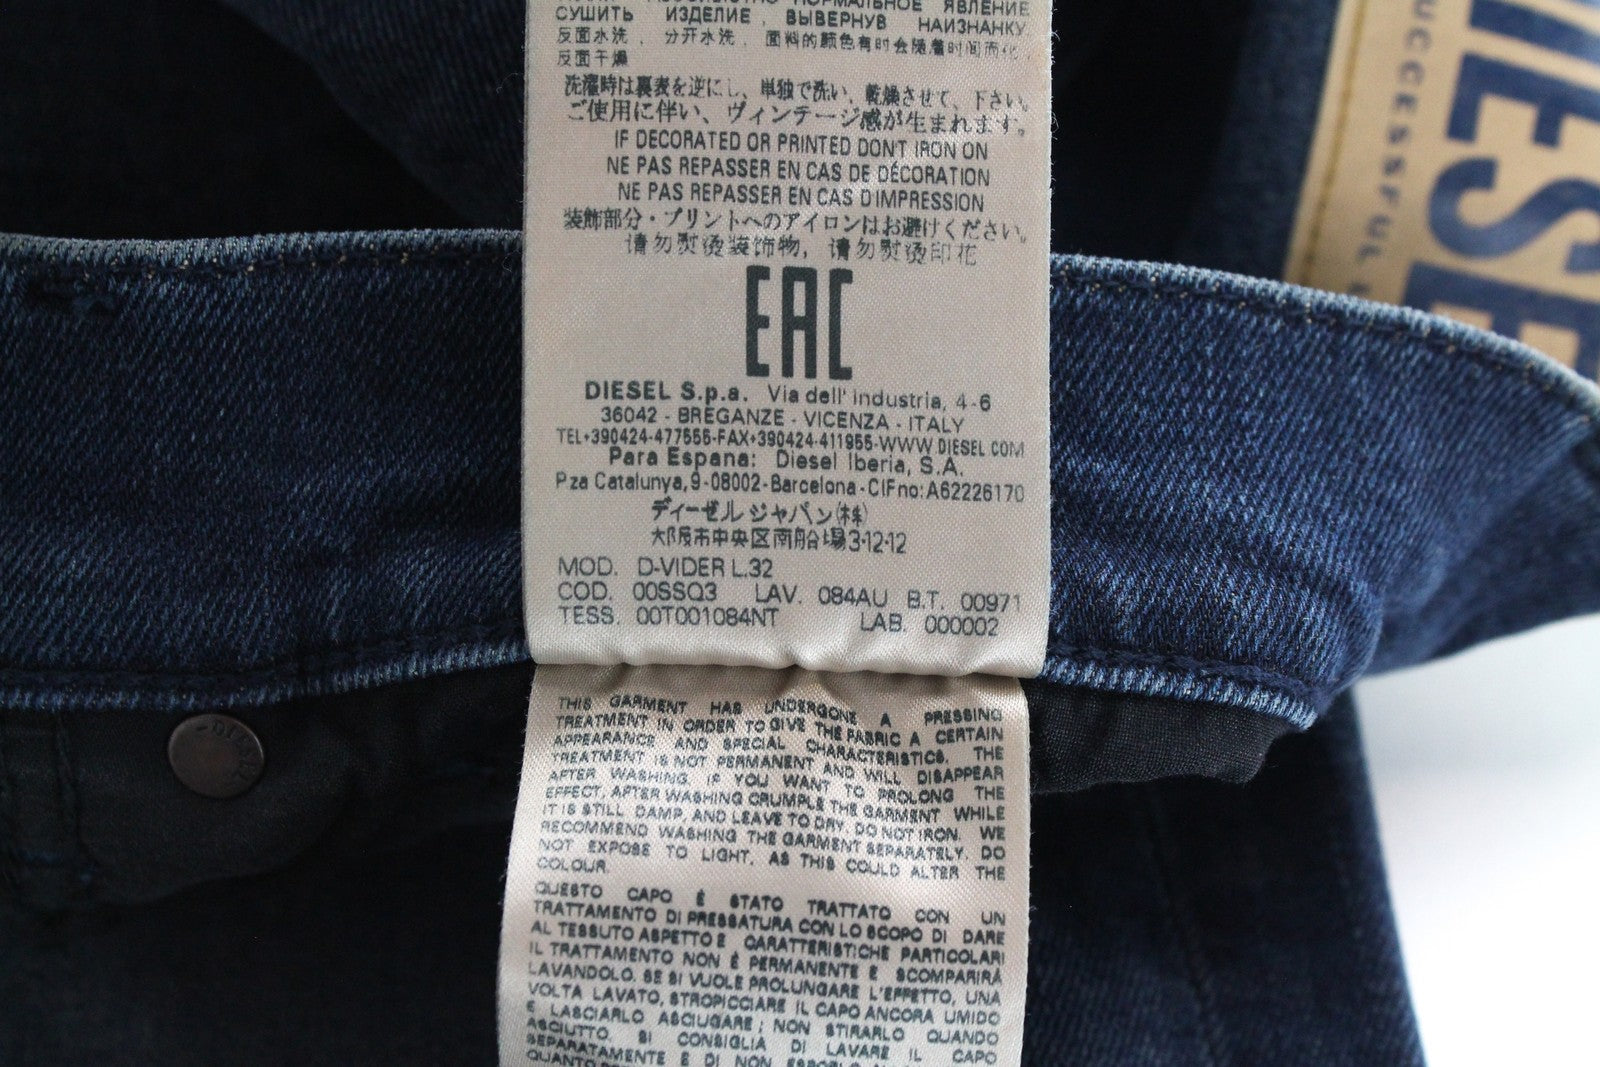 НОРМАЛЬНОЕ ЯВЛЕНИЕ
СУШИТЬ ИЗДЕЛИЕ, ВЫВЕРНУВ НАИЗНАНКУ
反面水洗, 分开水洗, 面料的颜色有时会随着时间而化,
反面干燥
洗濯時は裏表を逆にし、単独で洗い、乾燥させて、下さい。
ご使用に伴い、ヴィンテージ感が生まれます。
IF DECORATED OR PRINTED DON'T IRON ON
NE PAS REPASSER EN CAS DE DÉCORATION
NE PAS REPASSER EN CAS D'IMPRESSION
装飾部分・プリントへのアイロンはお避けください。
请勿熨烫装饰物, 请勿熨烫印花
EAC
DIESEL S.p.a. Via dell' industria, 4-6
36042 - BREGANZE - VICENZA - ITALY
TEL+390424-477555-FAX+390424-411955-WWW DIESEL COM
Para Espana: Diesel Iberia, S.A.
P.za Catalunya, 9-08002-Barcelona-CIF no: A62226170
ディーゼル ジャパン(株)
大阪市中央区南船場3-12-12
MOD. D-VIDER L.32
COD. 00SSQ3 LAV. 084AU B.T. 00971
TESS. 00T001084NT LAB. 000002
THIS GARMENT HAS UNDERGONE A PRESSING
TREATMENT IN ORDER TO GIVE THE FABRIC A CERTAIN
APPEARANCE AND SPECIAL CHARACTERISTICS. THE
TREATMENT IS NOT PERMANENT AND WILL DISAPPEAR
AFTER WASHING. IF YOU WANT TO PROLONG THE
EFFECT, AFTER WASHING CRUMPLE THE GARMENT WHILE
IT IS STILL DAMP, AND LEAVE TO DRY. DO NOT IRON. WE
RECOMMEND WASHING THE GARMENT SEPARATELY. DO
NOT EXPOSE TO LIGHT, AS THIS COULD ALTER THE
COLOUR.
QUESTO CAPO È STATO TRATTATO CON UN
TRATTAMENTO DI PRESSATURA CON LO SCOPO DI DARE
AL TESSUTO ASPETTO E CARATTERISTICHE PARTICOLARI
IL TRATTAMENTO NON È PERMANENTE E SCOMPARIRÀ
LAVANDOLO. SE SI VUOLE PROLUNGARE L'EFFETTO, UNA
VOLTA LAVATO, STROPICCIARE IL CAPO ANCORA UMIDO
E LASCIARLO ASCIUGARE; NON STIRARLO QUANDO
ASCIUTTO. SI CONSIGLIA DI LAVARE IL CAPO
SEPARATAMENTE E DI NON
QUANTO
DIESEL
IESE
UCCESSFUL